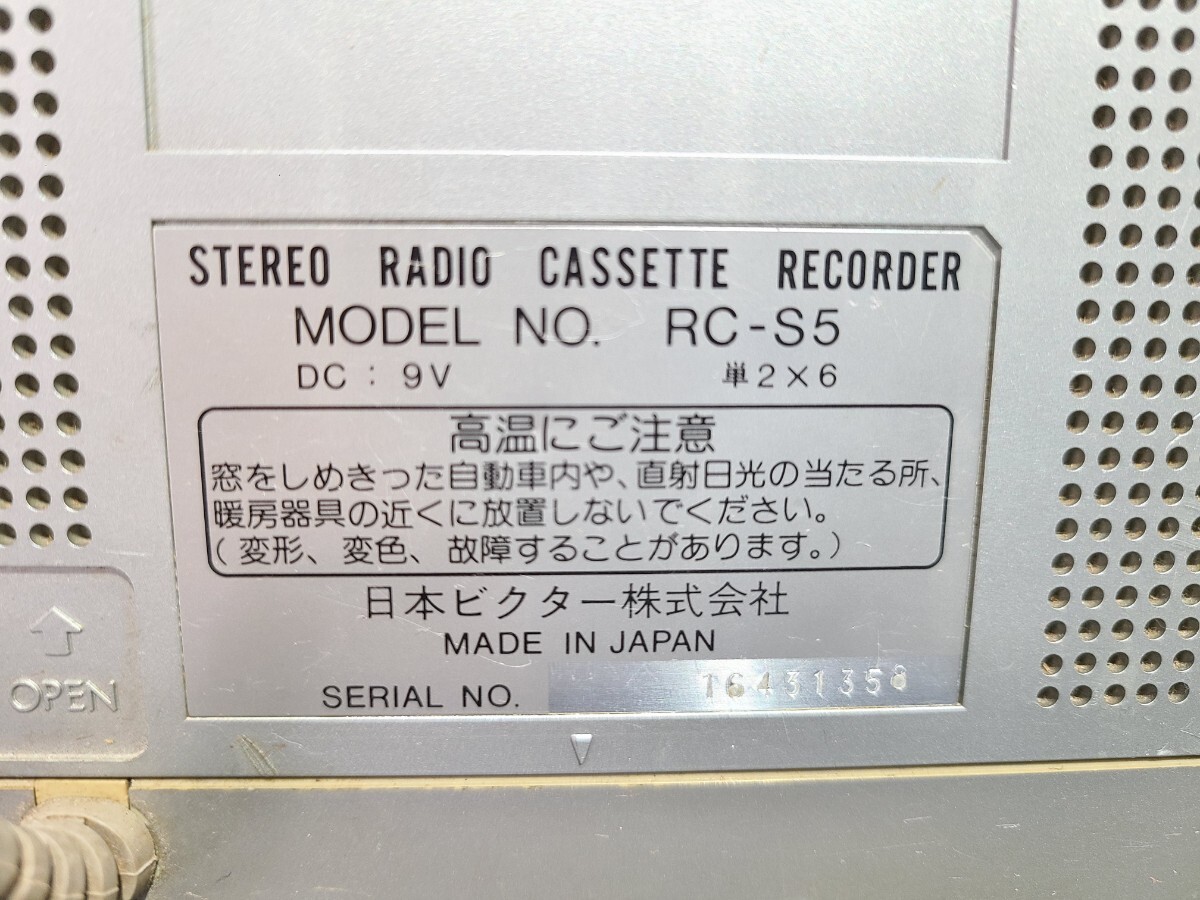 STEREO RADIO CASSETTE RECORDER
MODEL NO. RC-S5
DC : 9V 単2×6
高温にご注意
窓をしめきった自動車内や、直射日光の当たる所、
暖房器具の近くに放置しないでください。
(変形、変色、故障することがあります。)
日本ビクター株式会社
MADE IN JAPAN
SERIAL NO. 16431358
OPEN